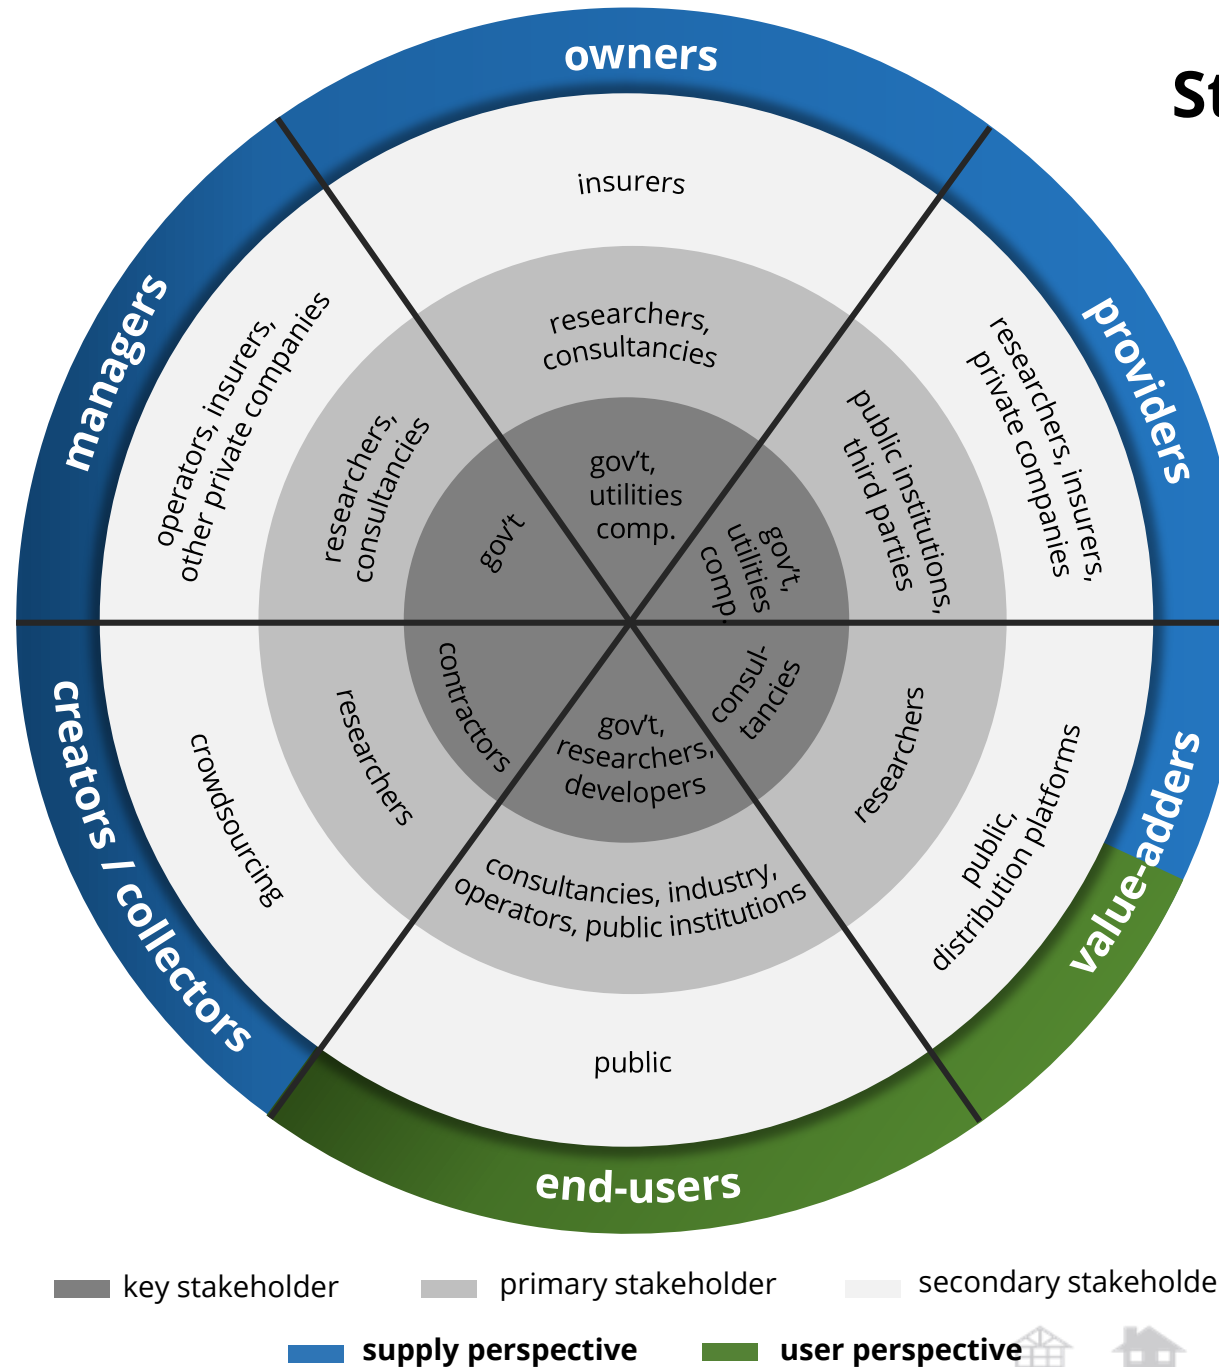 owners
St
insurers
researchers,
consultancies
gov't,
utilities
comp.
providers
researchers, insurers,
private companies
public institutions,
third parties
gov't,
utilities
comp.
value-adders
public,
distribution platforms
researchers
consul-
tancies
end-users
gov't,
researchers,
developers
consultancies, industry,
operators, public institutions
public
creators / collectors
crowdsourcing
researchers
contractors
managers
operators, insurers,
other private companies
researchers,
consultancies
gov't
key stakeholder
primary stakeholder
secondary stakeholde
supply perspective
user perspective